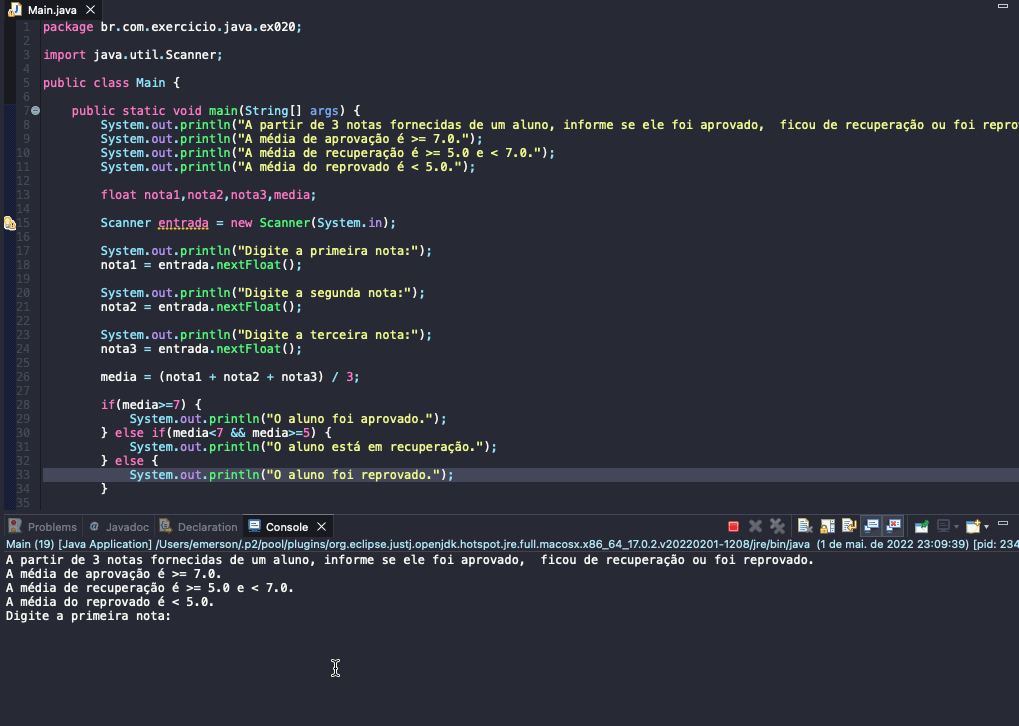 Main.java
1 package br.com.exercicio.java.ex020;
2
3 import java.util.Scanner;
4
5 public class Main {
6
7 public static void main(String[] args) {
8 System.out.println("A partir de 3 notas fornecidas de um aluno, informe se ele foi aprovado,  ficou de recuperação ou foi repro
9 System.out.println("A média de aprovação é >= 7.0.");
10 System.out.println("A média de recuperação é >= 5.0 e < 7.0.");
11 System.out.println("A média do reprovado é < 5.0.");
12
13 float nota1,nota2,nota3,media;
14
15 Scanner entrada = new Scanner(System.in);
16
17 System.out.println("Digite a primeira nota:");
18 nota1 = entrada.nextFloat();
19
20 System.out.println("Digite a segunda nota:");
21 nota2 = entrada.nextFloat();
22
23 System.out.println("Digite a terceira nota:");
24 nota3 = entrada.nextFloat();
25
26 media = (nota1 + nota2 + nota3) / 3;
27
28 if(media>=7) {
29 System.out.println("O aluno foi aprovado.");
30 } else if(media<7 && media>=5) {
31 System.out.println("O aluno está em recuperação.");
32 } else {
33 System.out.println("O aluno foi reprovado.");
34 }
35
Problems Javadoc Declaration Console
Main (19) [Java Application] /Users/emerson/.p2/pool/plugins/org.eclipse.justj.openjdk.hotspot.jre.full.macosx.x86_64_17.0.2.v20220201-1208/jre/bin/java (1 de mai. de 2022 23:09:39) [pid: 234
A partir de 3 notas fornecidas de um aluno, informe se ele foi aprovado,  ficou de recuperação ou foi reprovado.
A média de aprovação é >= 7.0.
A média de recuperação é >= 5.0 e < 7.0.
A média do reprovado é < 5.0.
Digite a primeira nota: